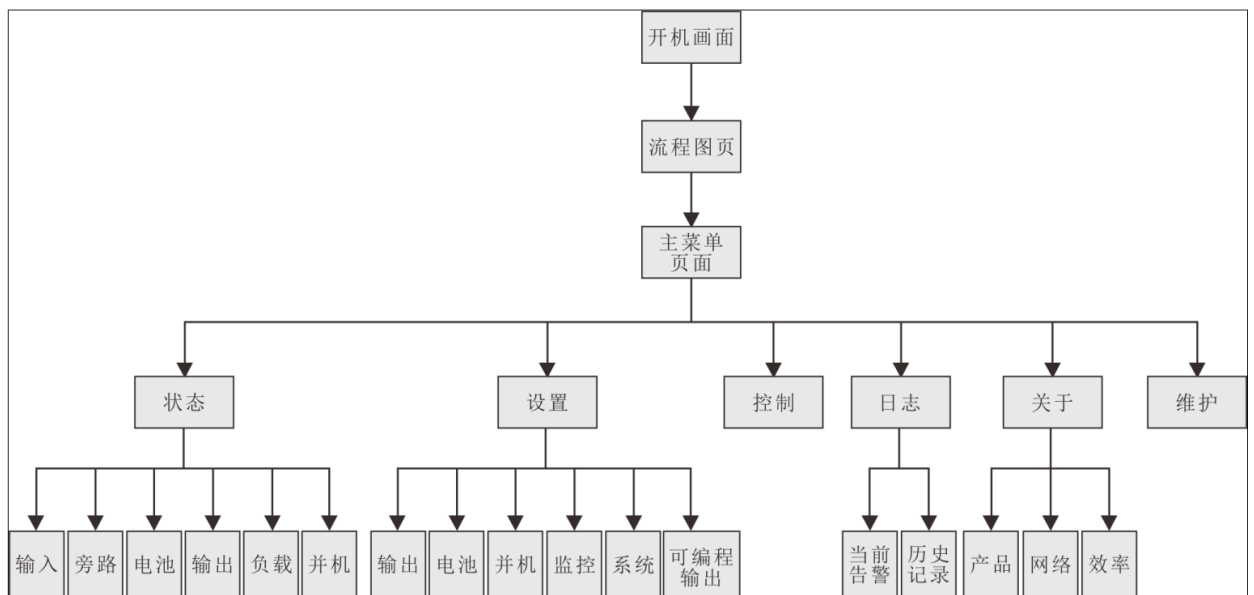 开机画面
流程图页
主菜单
页面
状态
设置
控制
日志
关于
维护
输入
旁路
电池
输出
负载
并机
输出
电池
并机
监控
系统
可编程
输出
当前
告警
历史
记录
产品
网络
效率